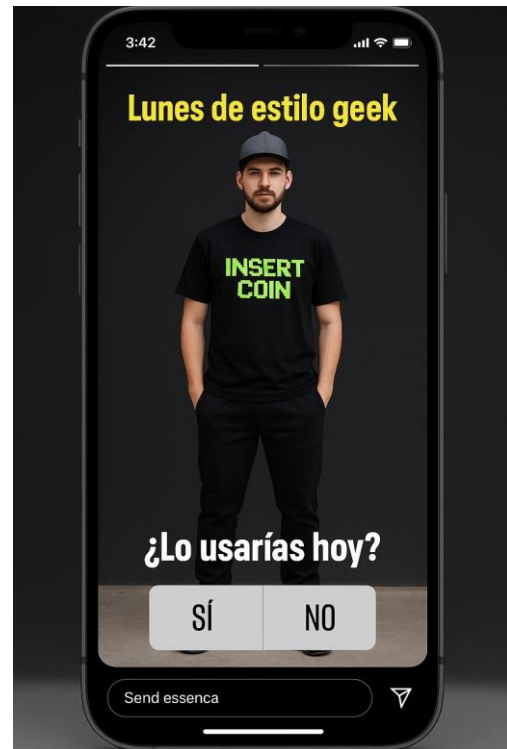 3:42
Lunes de estilo geek
INSERT
COIN
¿Lo usarías hoy?
SÍ NO
Send essenca